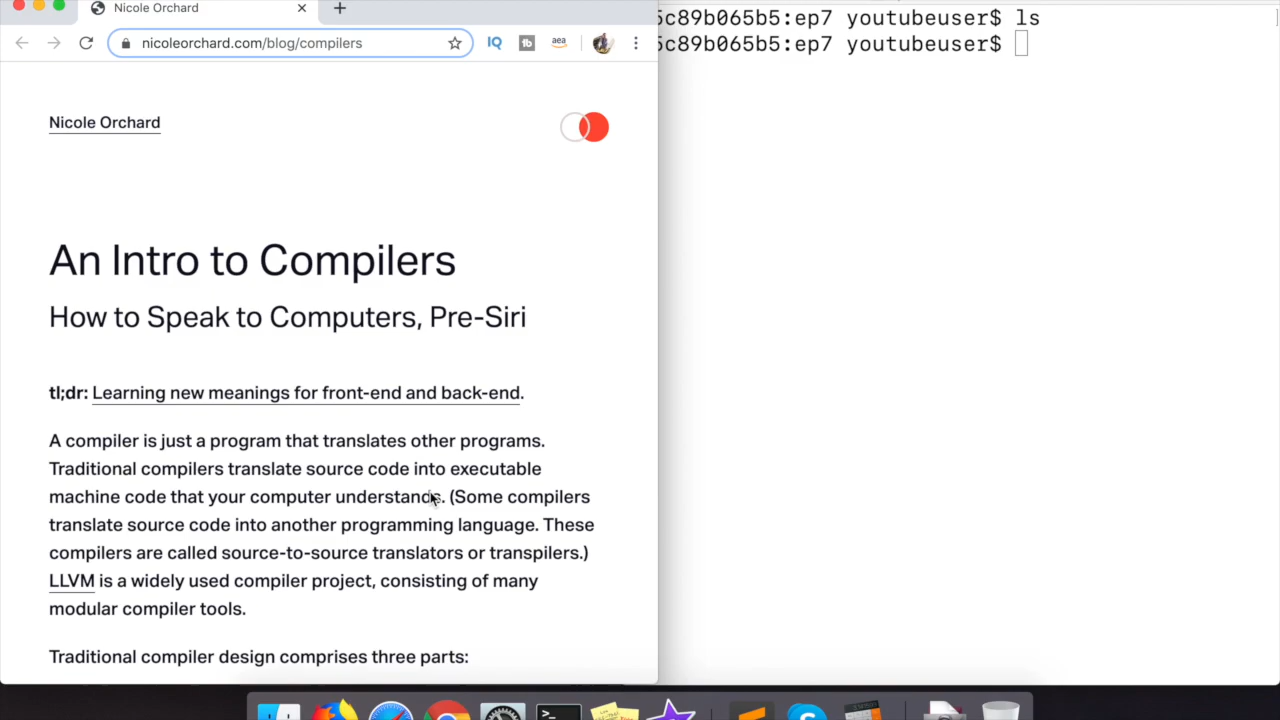 Nicole Orchard
nicoleorchard.com/blog/compilers
IQ
tb
aea
Nicole Orchard
An Intro to Compilers
How to Speak to Computers, Pre-Siri
tl;dr: Learning new meanings for front-end and back-end.
A compiler is just a program that translates other programs.
Traditional compilers translate source code into executable
machine code that your computer understands. (Some compilers
translate source code into another programming language. These
compilers are called source-to-source translators or transpilers.)
LLVM is a widely used compiler project, consisting of many
modular compiler tools.
Traditional compiler design comprises three parts:
5c89b065b5:ep7 youtubeuser$ ls
5c89b065b5:ep7 youtubeuser$
>_